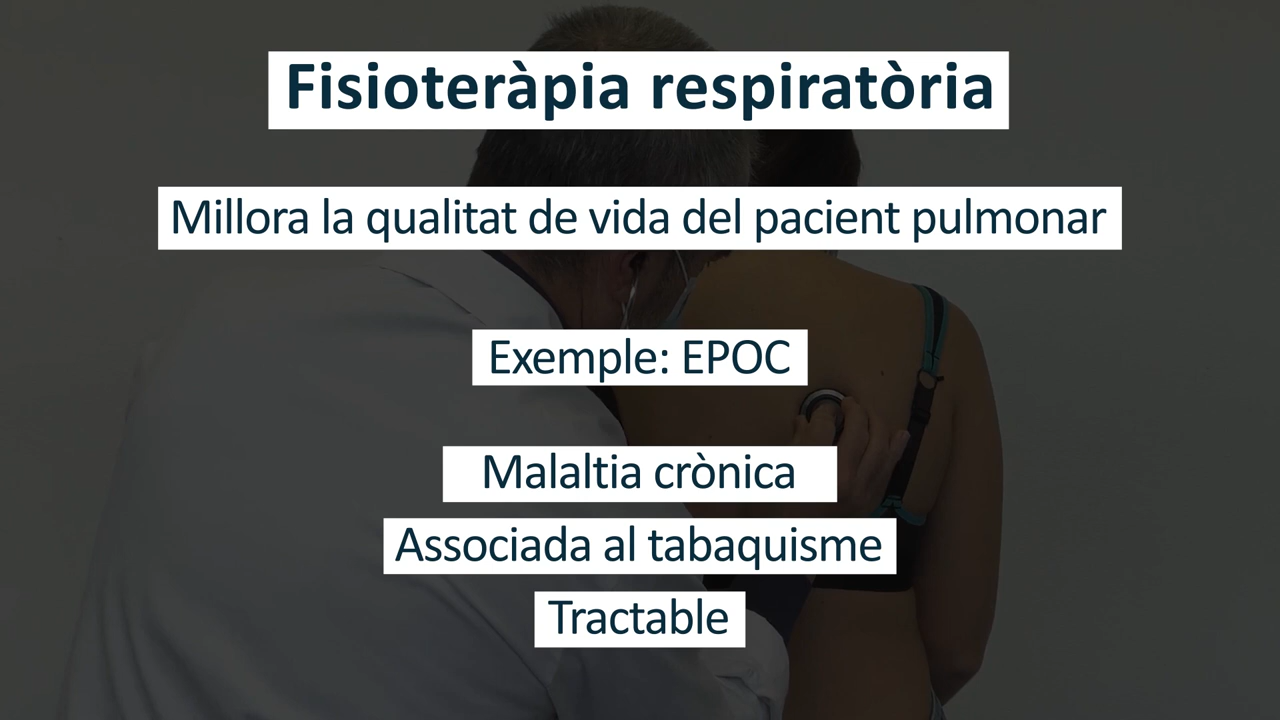 Fisioteràpia respiratòria
Millora la qualitat de vida del pacient pulmonar
Exemple: EPOC
Malaltia crònica
Associada al tabaquisme
Tractable